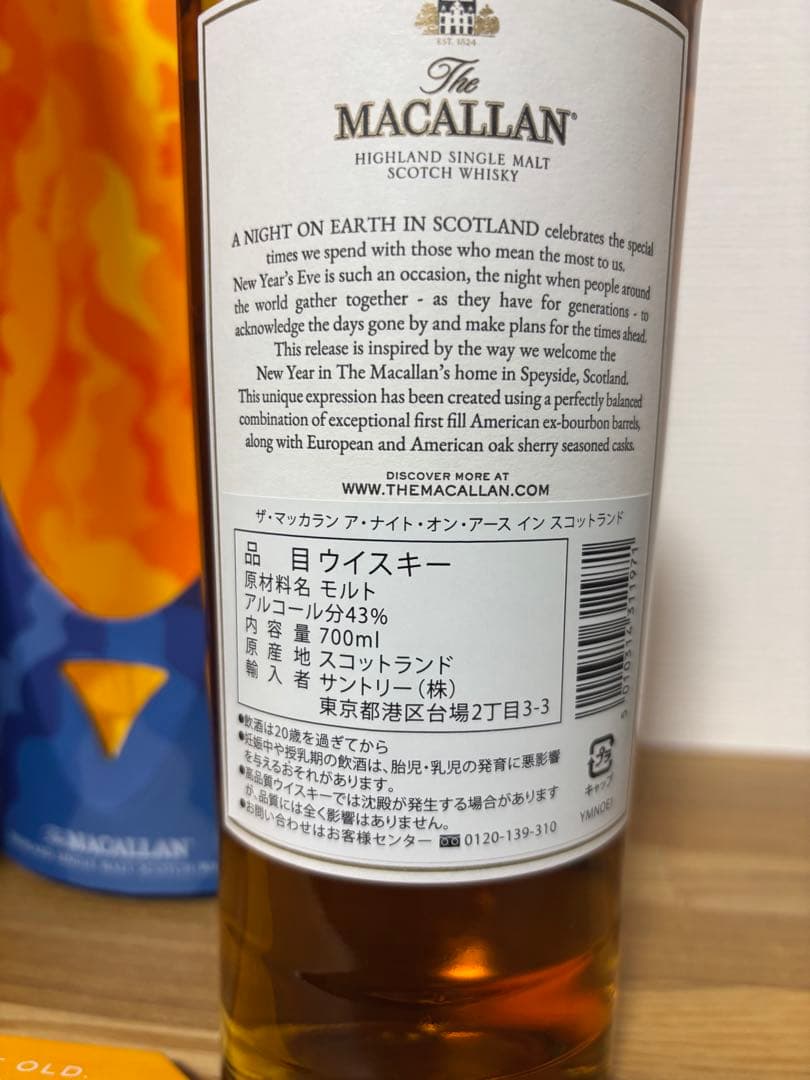 EST. 1824
The
MACALLAN®
HIGHLAND SINGLE MALT
SCOTCH WHISKY
A NIGHT ON EARTH IN SCOTLAND celebrates the special
times we spend with those who mean the most to us.
New Year's Eve is such an occasion, the night when people around
the world gather together - as they have for generations - to
acknowledge the days gone by and make plans for the times ahead.
This release is inspired by the way we welcome the
New Year in The Macallan's home in Speyside, Scotland.
This unique expression has been created using a perfectly balanced
combination of exceptional first fill American ex-bourbon barrels,
along with European and American oak sherry seasoned casks.
DISCOVER MORE AT
WWW.THEMACALLAN.COM
ザ・マッカラン ア・ナイト・オン・アース イン スコットランド
品 目 ウイスキー
原材料名 モルト
アルコール分43%
内容量 700ml
原産地 スコットランド
輸入者 サントリー(株)
東京都港区台場2丁目3-3
●飲酒は20歳を過ぎてから
●妊娠中や授乳期の飲酒は、胎児・乳児の発育に悪影響
を与えるおそれがあります。
●高品質ウイスキーでは沈殿が発生する場合があります
が、品質には全く影響はありません。
●お問い合わせはお客様センター 0120-139-310
5 010314 311971
プラ
キャップ
YMN0E1
The MACALLAN
HIGHLAND SINGLE MALT SCOTCH WHISKY
OLD.